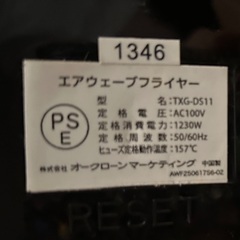 1346
エアウェーブフライヤー
PSE
型名：TXG-DS11
定格電圧：AC100V
定格消費電力：1230W
定格周波数：50/60Hz
ヒューズ定格動作温度：157℃
株式会社 オークローンマーケティング 中国製
AWF25061756-02
RESET